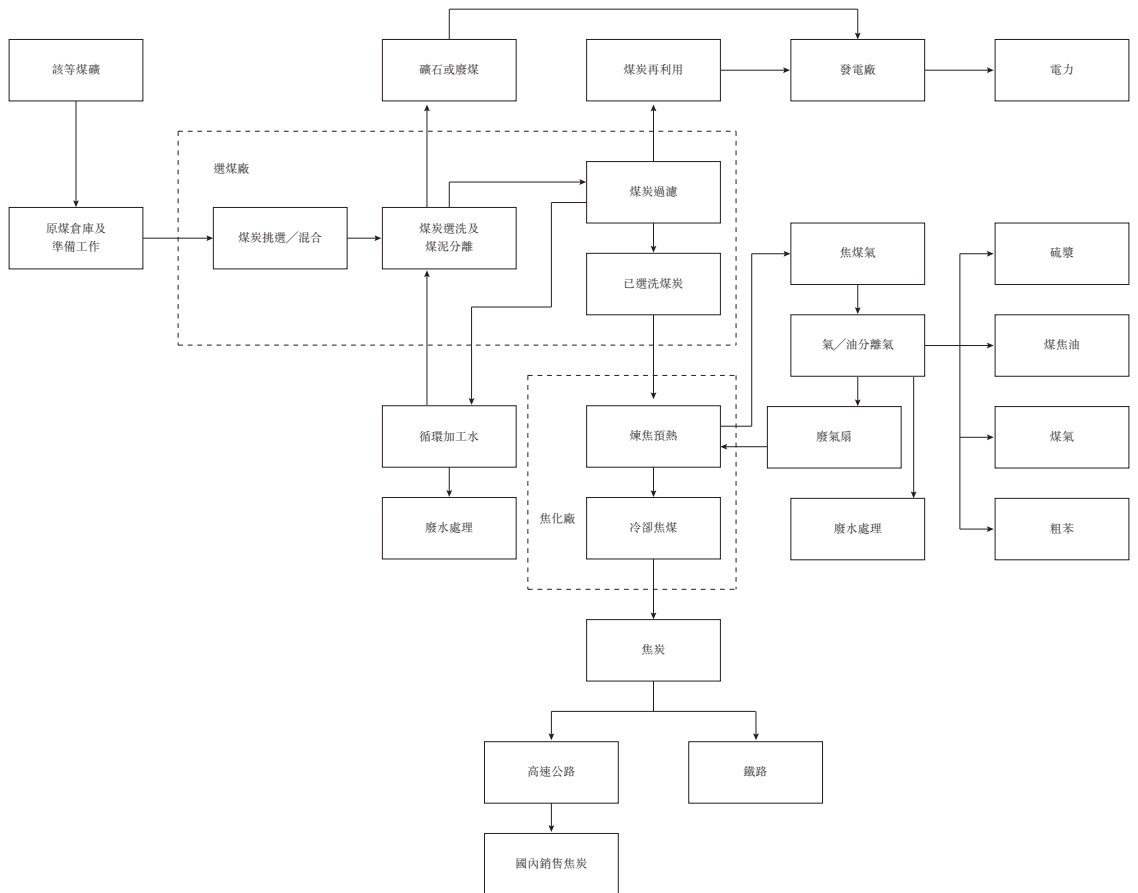 該等煤礦
礦石或廢煤
煤炭再利用
發電廠
電力
選煤廠
煤炭過濾
原煤倉庫及
準備工作
煤炭挑選／混合
煤炭選洗及
煤泥分離
焦煤氣
硫漿
已選洗煤炭
氣／油分離氣
煤焦油
循環加工水
煉焦預熱
廢氣扇
煤氣
廢水處理
焦化廠
冷卻焦煤
廢水處理
粗苯
焦炭
高速公路
鐵路
國內銷售焦炭